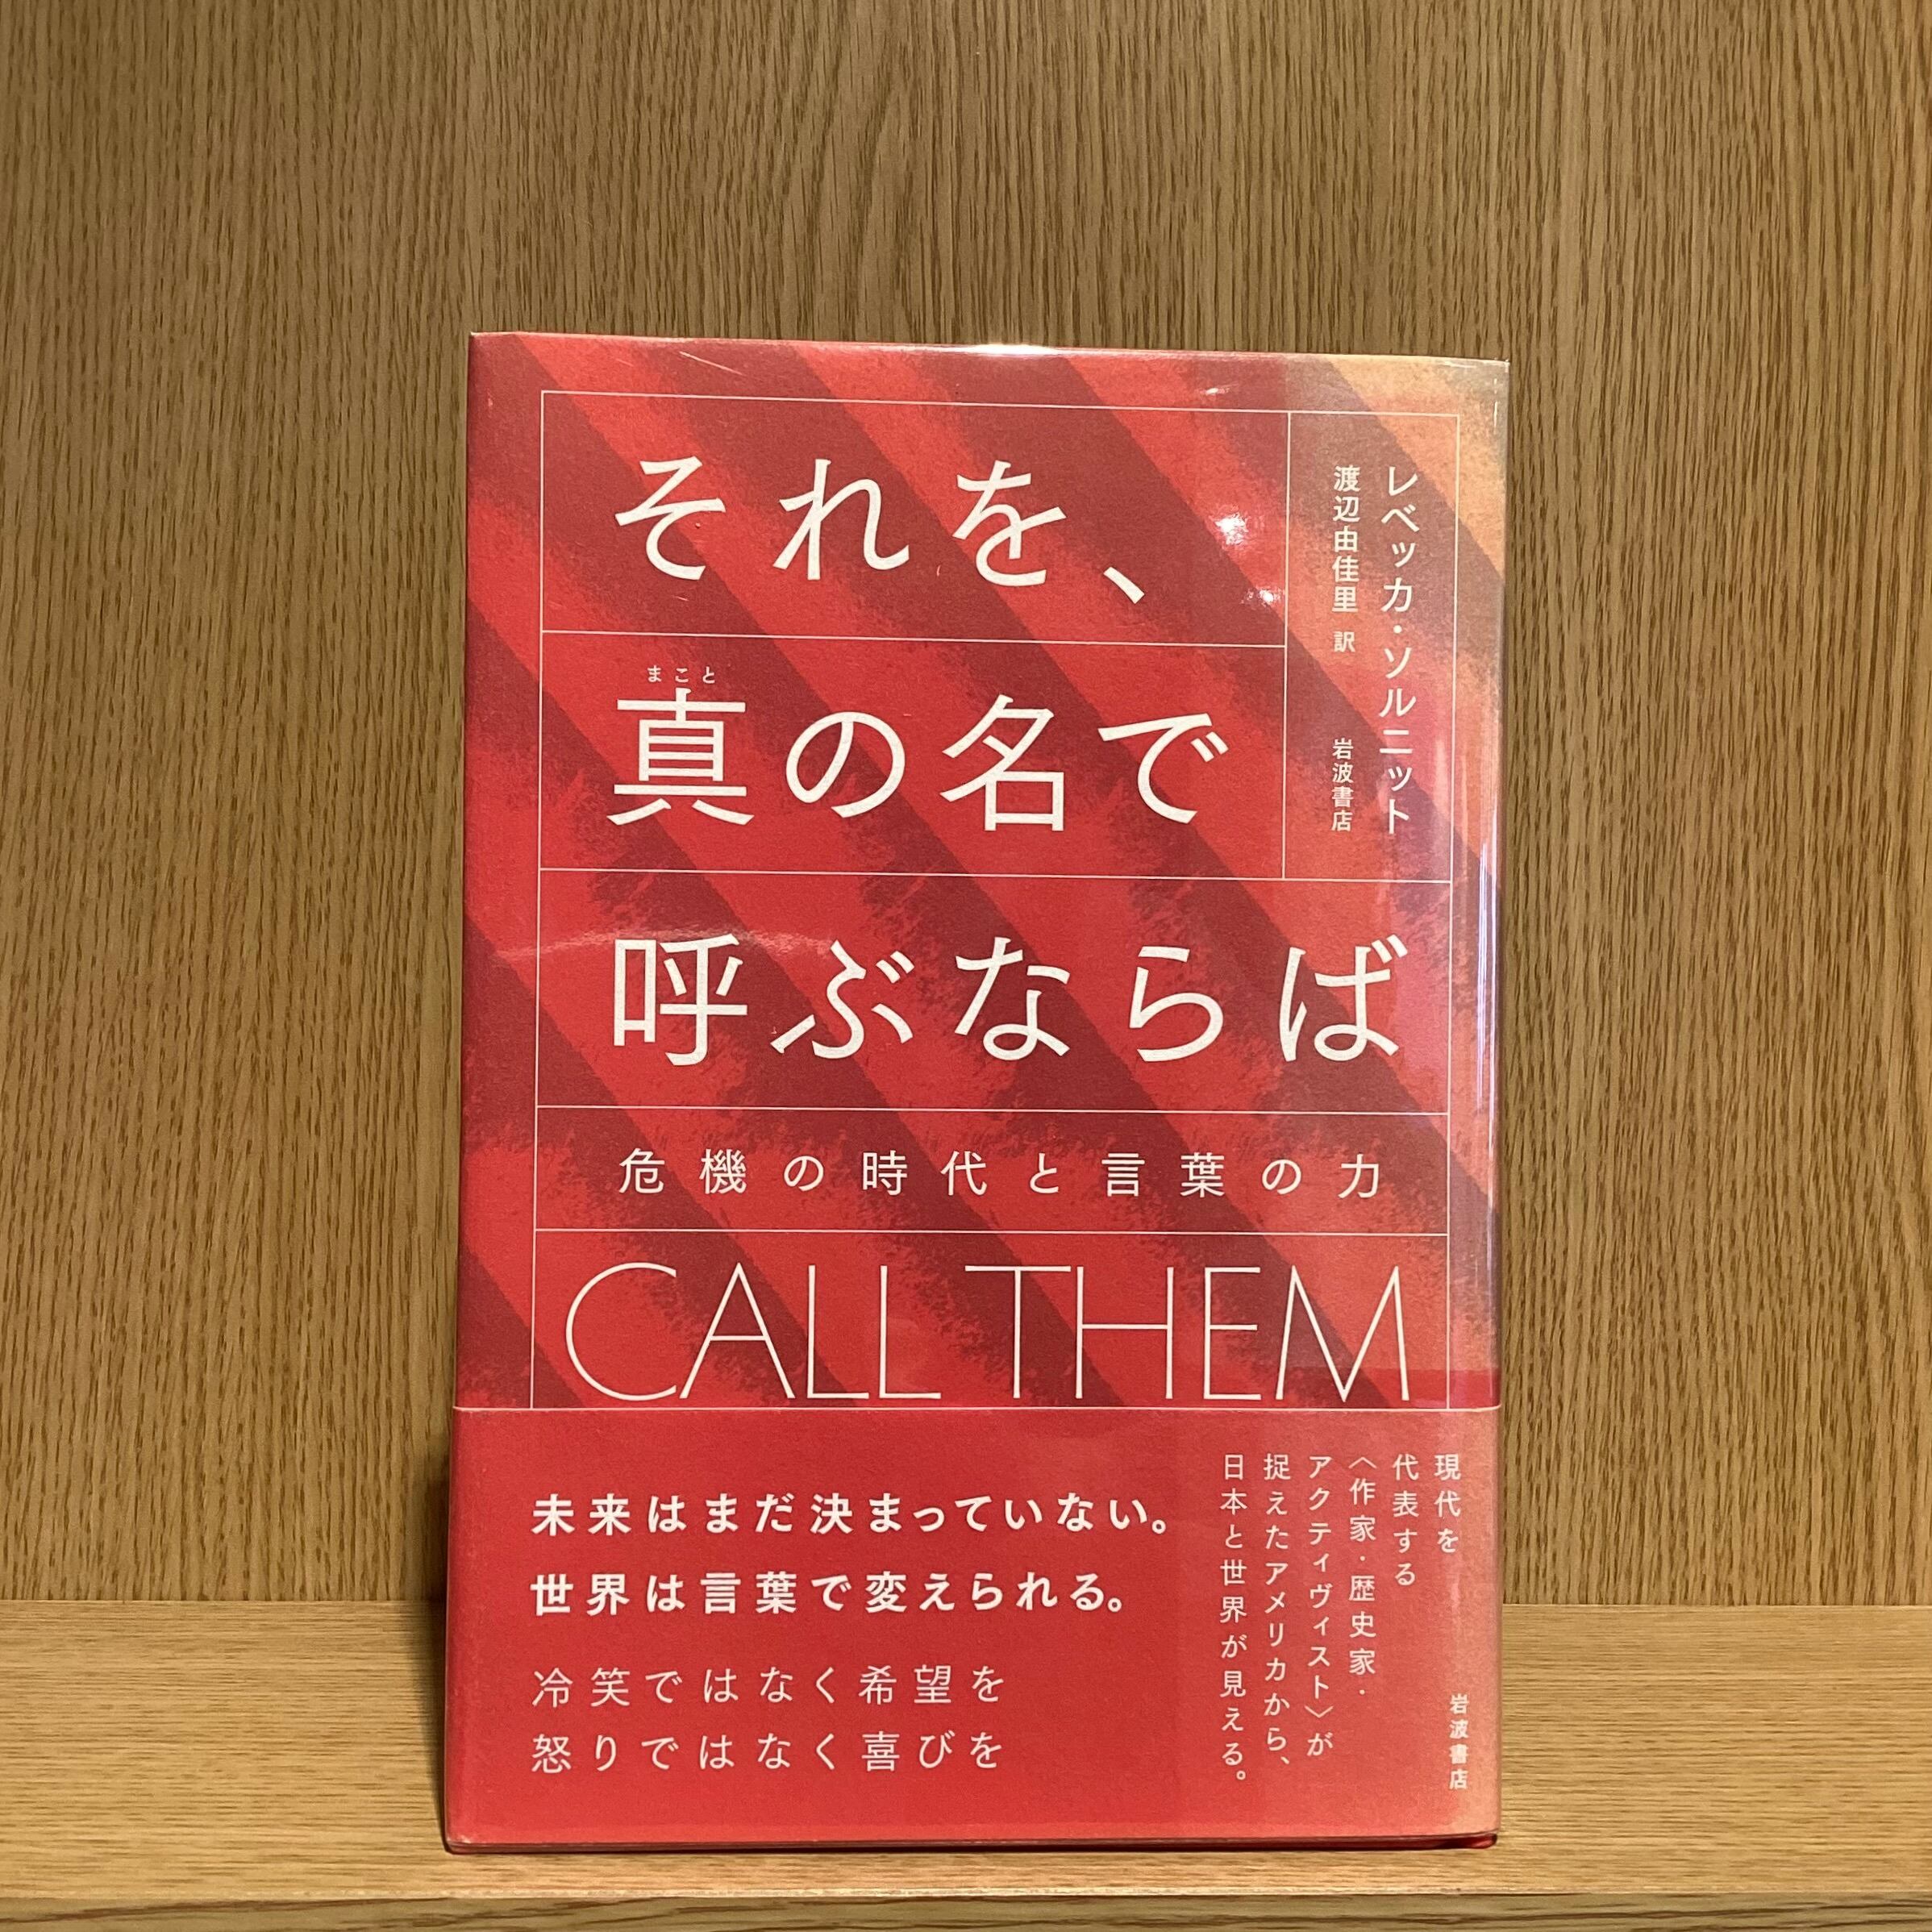 それを、
まこと
真の名で
呼ぶならば
レベッカ・ソルニット
渡辺由佳里 訳
岩波書店
危機の時代と言葉の力
CALL THEM
未来はまだ決まっていない。
世界は言葉で変えられる。
冷笑ではなく希望を
怒りではなく喜びを
現代を
代表する
〈作家・歴史家・
アクティヴィスト〉が
捉えたアメリカから、
日本と世界が見える。
岩波書店